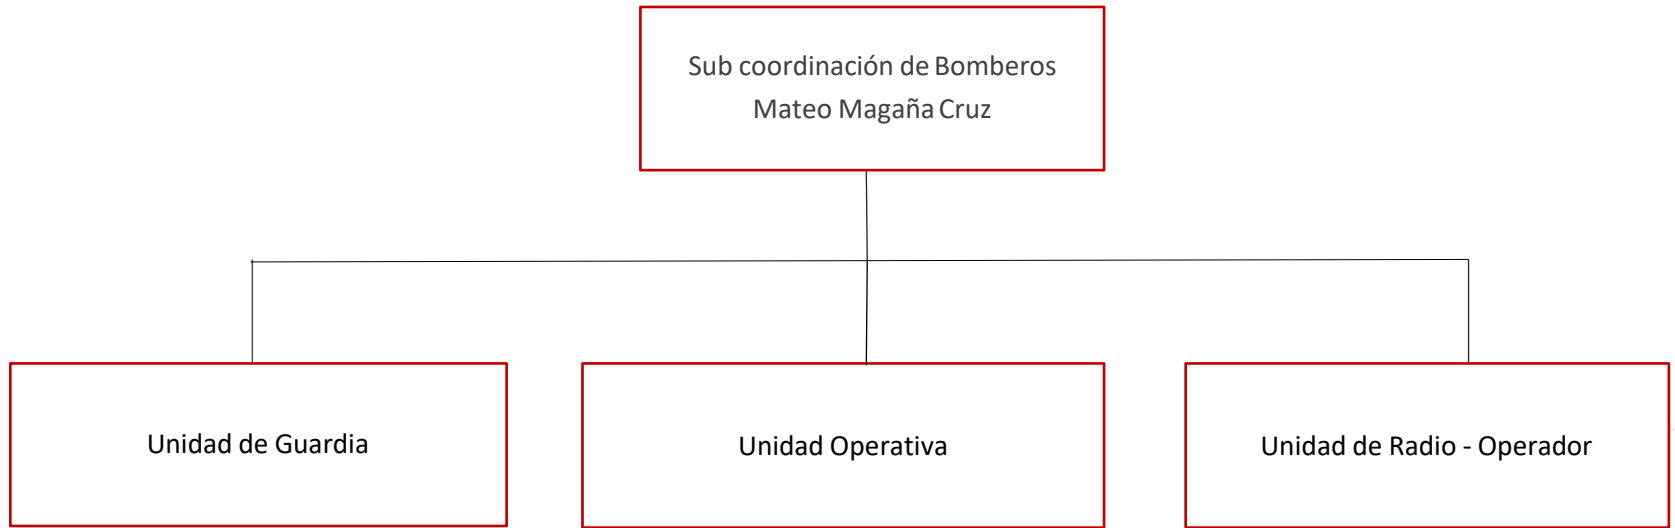 Sub coordinación de Bomberos
Mateo Magaña Cruz
Unidad de Guardia
Unidad Operativa
Unidad de Radio - Operador